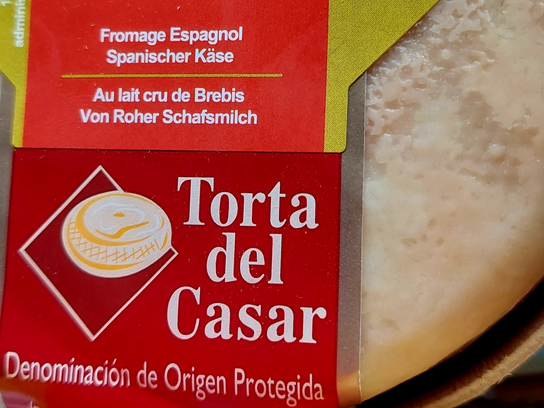 Fromage Espagnol
Spanischer Käse
Au lait cru de Brebis
Von Roher Schafsmilch
Torta
del
Casar
Denominación de Origen Protegida